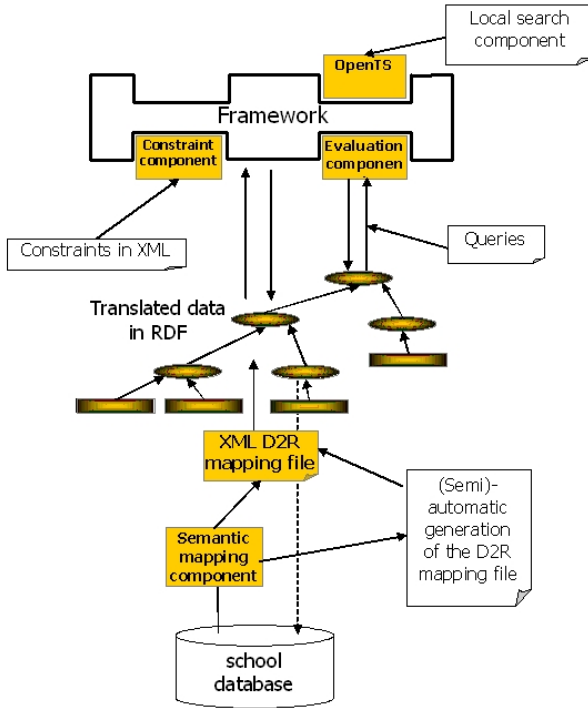 Local search
component
OpenTS
Framework
Constraint
component
Evaluation
componen
Constraints in XML
Queries
Translated data
in RDF
XML D2R
mapping file
(Semi)-
automatic
generation
of the D2R
mapping file
Semantic
mapping
component
school
database